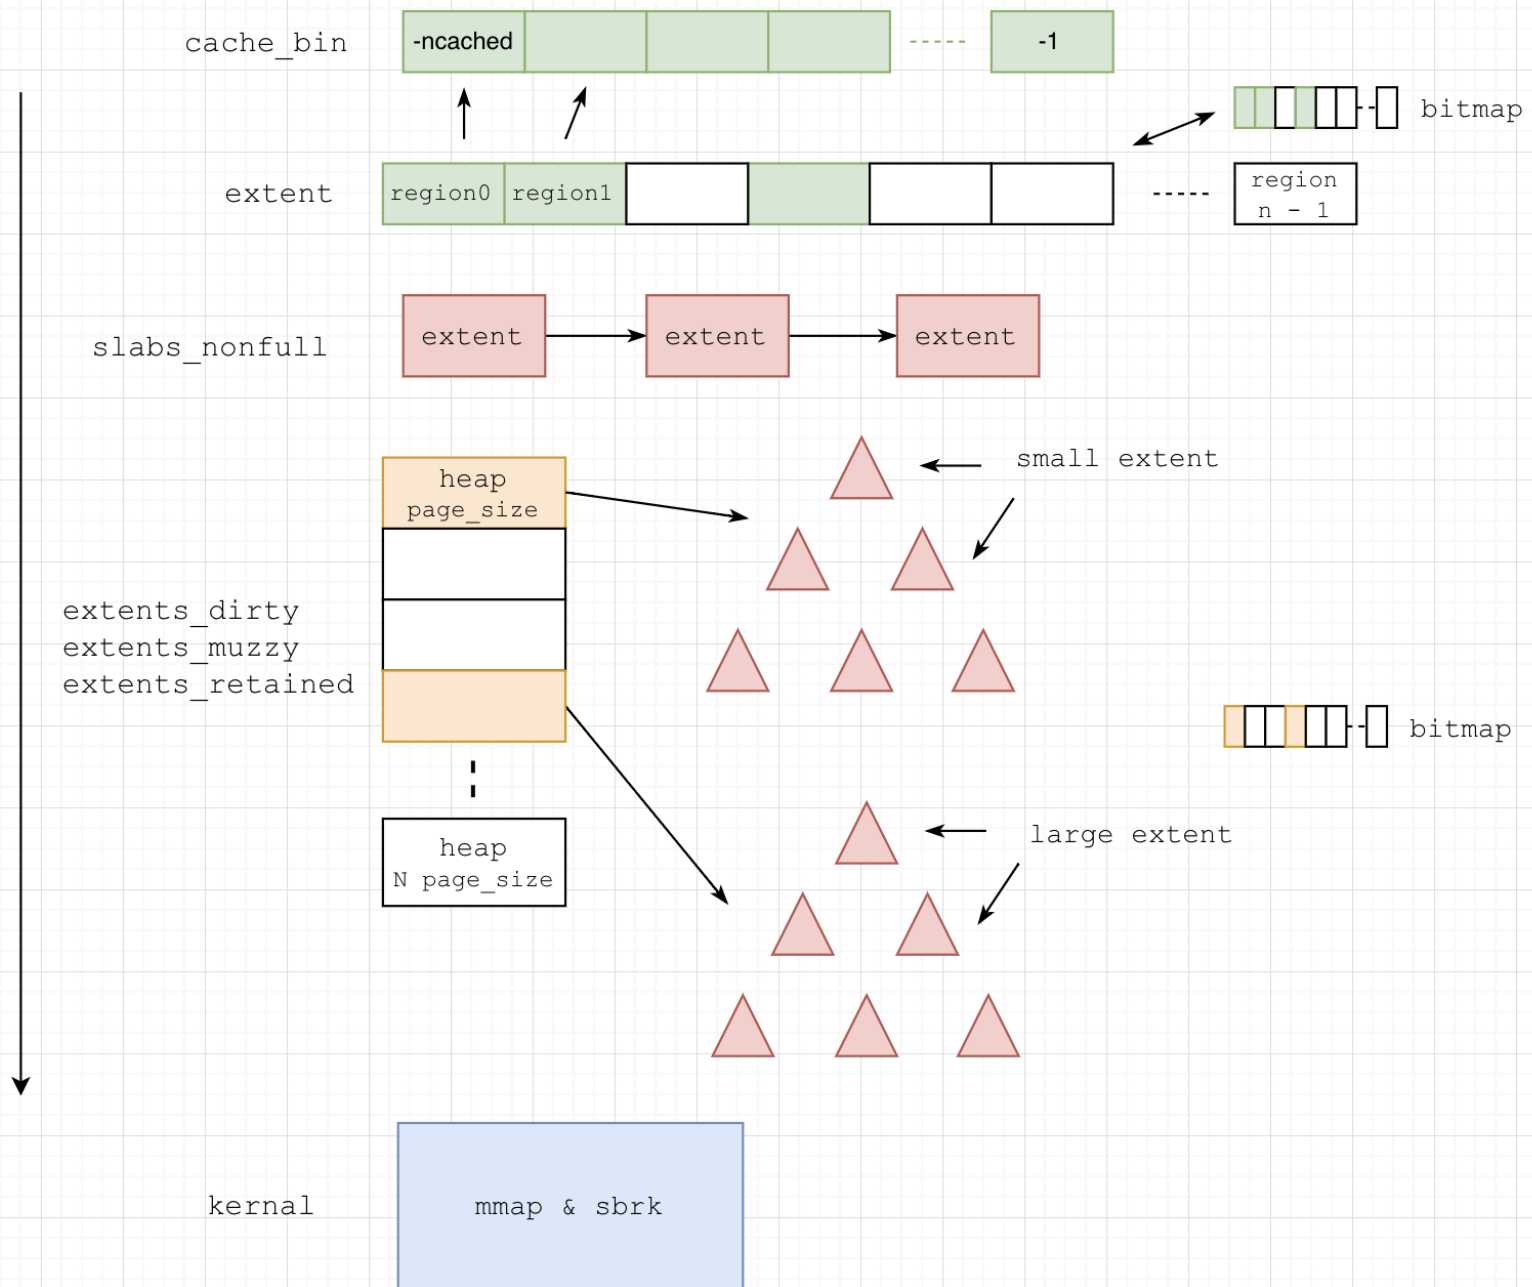 cache_bin
-ncached
-1
bitmap
extent
region0
region1
region
n - 1
slabs_nonfull
extent
extent
extent
heap
page_size
small extent
extents_dirty
extents_muzzy
extents_retained
bitmap
heap
N page_size
large extent
kernal
mmap & sbrk